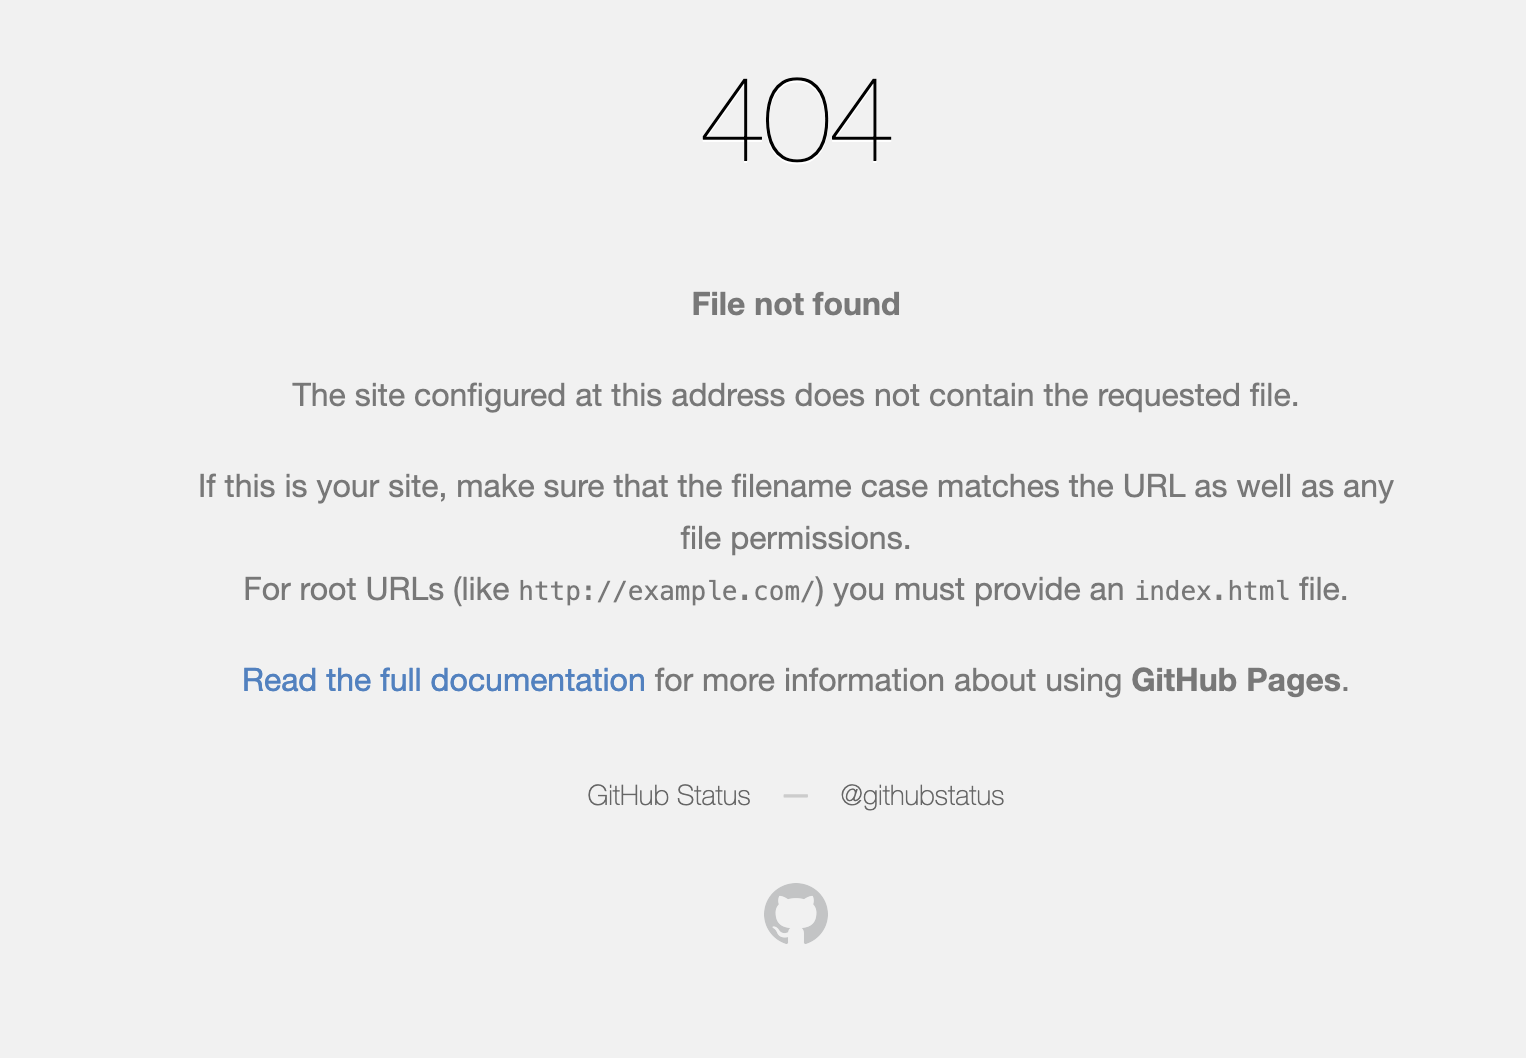 404
File not found
The site configured at this address does not contain the requested file.
If this is your site, make sure that the filename case matches the URL as well as any
file permissions.
For root URLs (like http://example.com/) you must provide an index.html file.
Read the full documentation for more information about using GitHub Pages.
GitHub Status — @githubstatus